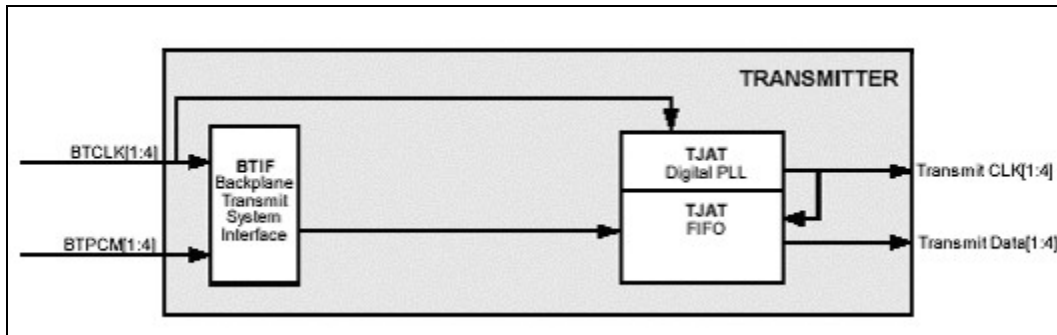 TRANSMITTER
BTCLK[1:4]
BTIF
Backplane
Transmit
System
Interface
BTPCM[1:4]
TJAT
Digital PLL
TJAT
FIFO
Transmit CLK[1:4]
Transmit Data[1:4]